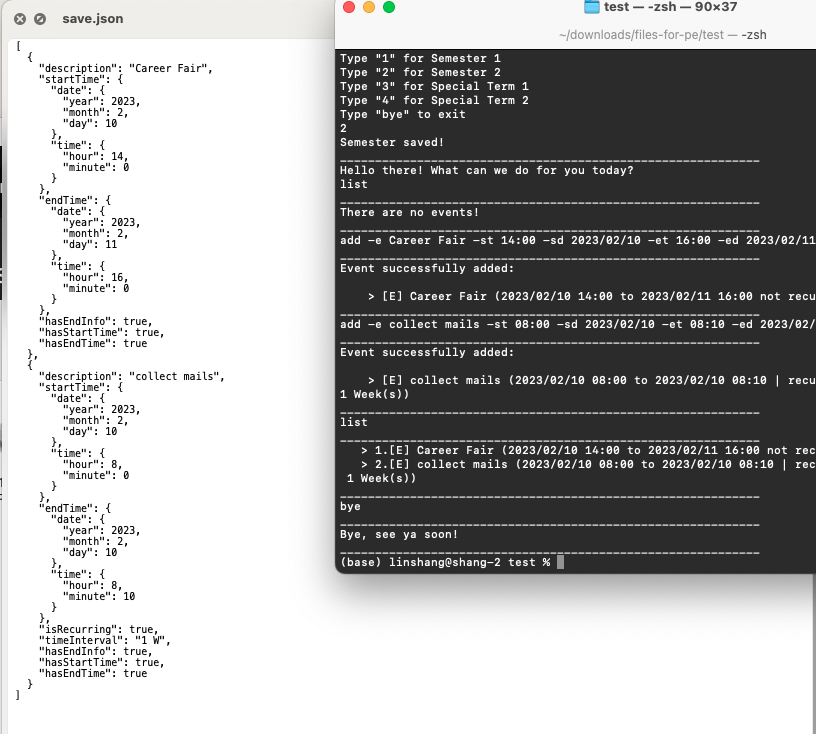 save.json
[
  {
    "description": "Career Fair",
    "startTime": {
      "date": {
        "year": 2023,
        "month": 2,
        "day": 10
      },
      "time": {
        "hour": 14,
        "minute": 0
      }
    },
    "endTime": {
      "date": {
        "year": 2023,
        "month": 2,
        "day": 11
      },
      "time": {
        "hour": 16,
        "minute": 0
      }
    },
    "hasEndInfo": true,
    "hasStartTime": true,
    "hasEndTime": true
  },
  {
    "description": "collect mails",
    "startTime": {
      "date": {
        "year": 2023,
        "month": 2,
        "day": 10
      },
      "time": {
        "hour": 8,
        "minute": 0
      }
    },
    "endTime": {
      "date": {
        "year": 2023,
        "month": 2,
        "day": 10
      },
      "time": {
        "hour": 8,
        "minute": 10
      }
    },
    "isRecurring": true,
    "timeInterval": "1 W",
    "hasEndInfo": true,
    "hasStartTime": true,
    "hasEndTime": true
  }
]
test — -zsh — 90×37
~/downloads/files-for-pe/test — -zsh
Type "1" for Semester 1
Type "2" for Semester 2
Type "3" for Special Term 1
Type "4" for Special Term 2
Type "bye" to exit
2
Semester saved!
____________________________________________________________
Hello there! What can we do for you today?
list
____________________________________________________________
There are no events!
____________________________________________________________
add -e Career Fair -st 14:00 -sd 2023/02/10 -et 16:00 -ed 2023/02/11
____________________________________________________________
Event successfully added:
    > [E] Career Fair (2023/02/10 14:00 to 2023/02/11 16:00 not recu
____________________________________________________________
add -e collect mails -st 08:00 -sd 2023/02/10 -et 08:10 -ed 2023/02/
____________________________________________________________
Event successfully added:
    > [E] collect mails (2023/02/10 08:00 to 2023/02/10 08:10 | recu
1 Week(s))
____________________________________________________________
list
____________________________________________________________
   > 1.[E] Career Fair (2023/02/10 14:00 to 2023/02/11 16:00 not rec
   > 2.[E] collect mails (2023/02/10 08:00 to 2023/02/10 08:10 | rec
 1 Week(s))
____________________________________________________________
bye
____________________________________________________________
Bye, see ya soon!
____________________________________________________________
(base) linshang@shang-2 test %